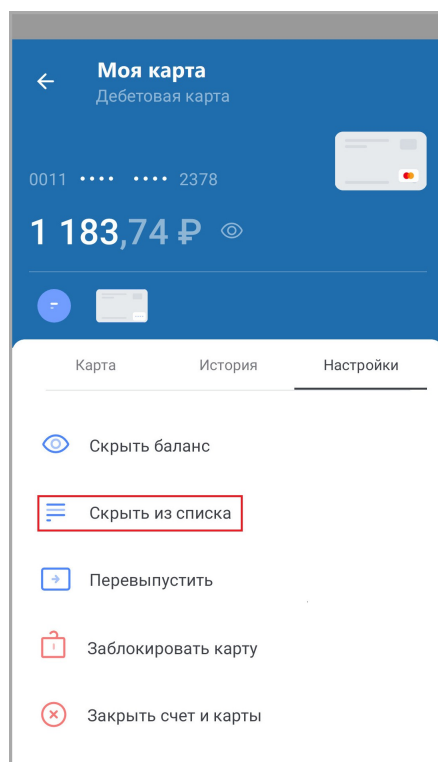 Моя карта
Дебетовая карта
0011 •••• •••• 2378
1 183,74 ₽
Карта История Настройки
Скрыть баланс
Скрыть из списка
Перевыпустить
Заблокировать карту
Закрыть счет и карты